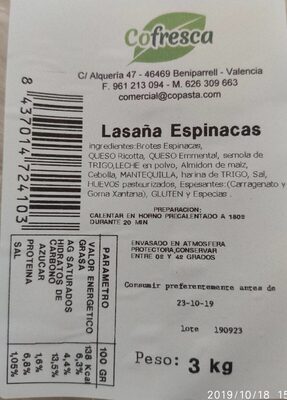 Cofresca
C/ Alquería 47 - 46469 Beniparrell - Valencia
F. 961 213 094 - M. 626 309 663
comercial@copasta.com
8 437014 724103
Lasaña Espinacas
ingredientes:Brotes Espinacas,
QUESO Ricotta, QUESO Emmental, semola de
TRIGO,LECHE en polvo, Almidon de maiz,
Cebolla, MANTEQUILLA, harina de TRIGO, Sal,
HUEVOS pasteurizados, Espesantes:(Carragenato y
Goma Xantana), GLUTEN y Especias .
PREPARACION:
CALENTAR EN HORNO PRECALENTADO A 180º
DURANTE 20 MIN
PARAMETRO 100 GR
VALOR ENERGETICO 138 Kcal
GRASA 6,3%
AG SATURADOS 4,4%
HIDRATOS DE
CARBONO 13,5%
AZUCAR 1,6%
PROTEINA 6,8%
SAL 1,05%
ENVASADO EN ATMOSFERA
PROTECTORA,CONSERVAR
ENTRE 0º Y 4º GRADOS
Consumir preferentemente antes de
23-10-19
lote 190923
Peso: 3 kg
2019/10/18 15